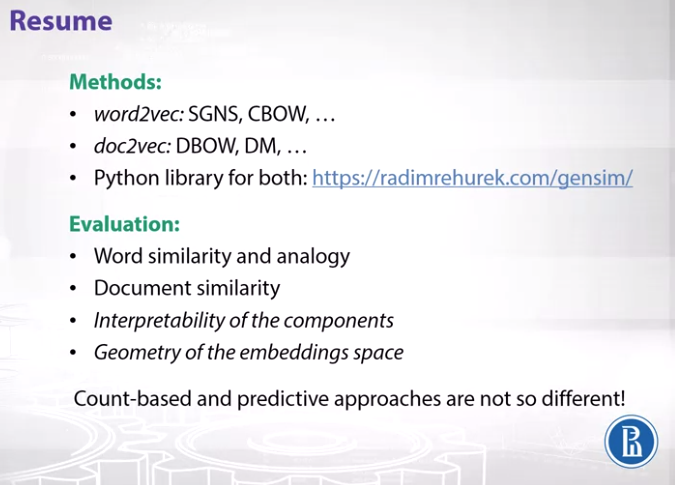 Resume
Methods:
• word2vec: SGNS, CBOW, …
• doc2vec: DBOW, DM, …
• Python library for both: https://radimrehurek.com/gensim/
Evaluation:
• Word similarity and analogy
• Document similarity
• Interpretability of the components
• Geometry of the embeddings space
Count-based and predictive approaches are not so different!